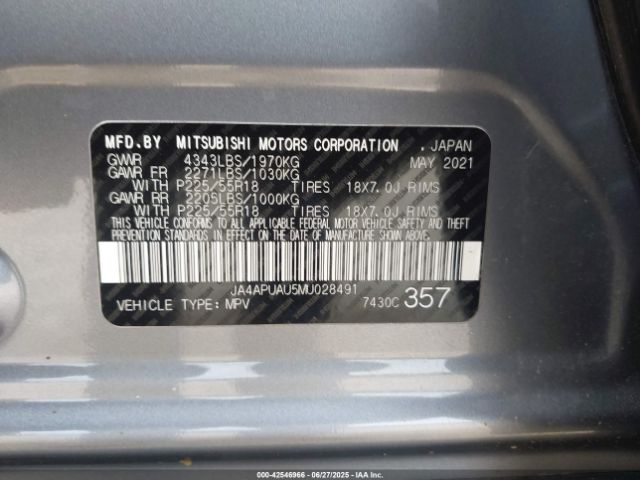 MFD.BY MITSUBISHI MOTORS CORPORATION , JAPAN
GVWR 4343LBS/1970KG MAY 2021
GAWR FR 2271LBS/1030KG
WITH P225/55R18 TIRES 18X7.0J RIMS
GAWR RR 2205LBS/1000KG
WITH P225/55R18 TIRES 18X7.0J RIMS
THIS VEHICLE CONFORMS TO ALL APPLICABLE FEDERAL MOTOR VEHICLE SAFETY AND THEFT
PREVENTION STANDARDS IN EFFECT ON THE DATE OF MANUFACTURE SHOWN ABOVE.
JA4APUAU5MU028491
VEHICLE TYPE: MPV 7430C 357
000-42546966 - 06/27/2025 - IAAC